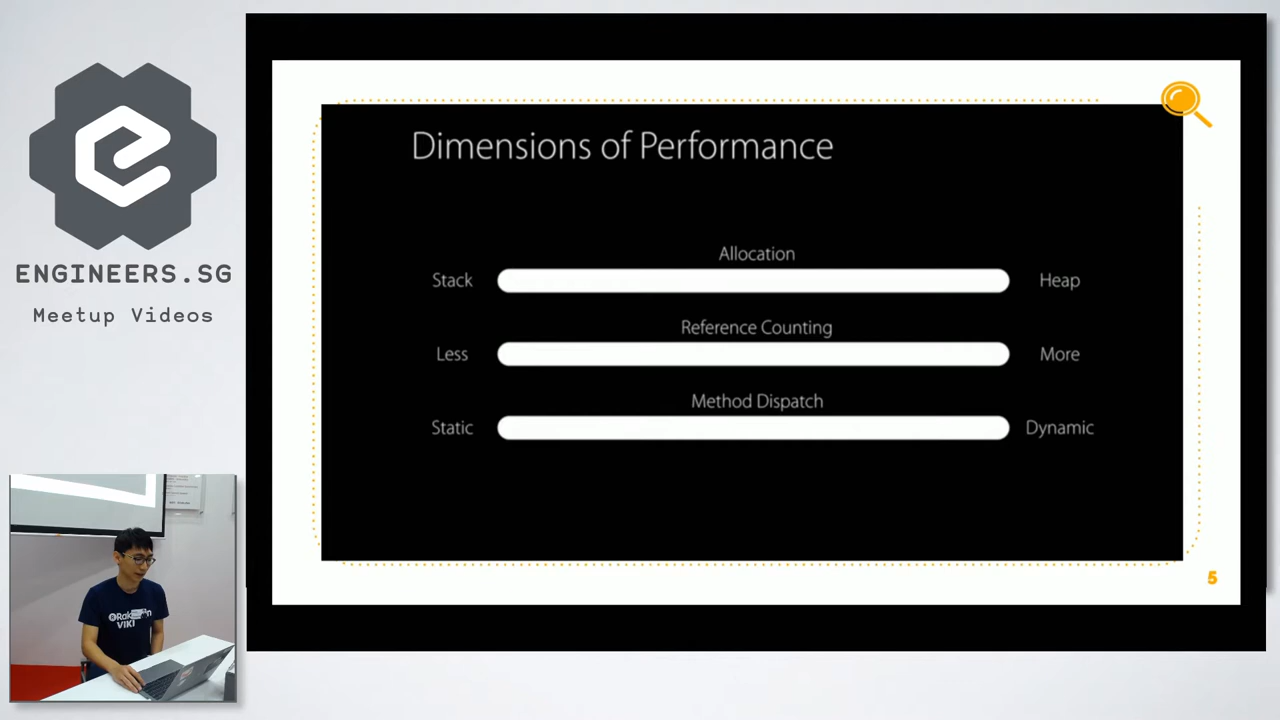 ENGINEERS.SG
Meetup Videos
Dimensions of Performance
Allocation
Stack
Heap
Reference Counting
Less
More
Method Dispatch
Static
Dynamic
5
VIKI